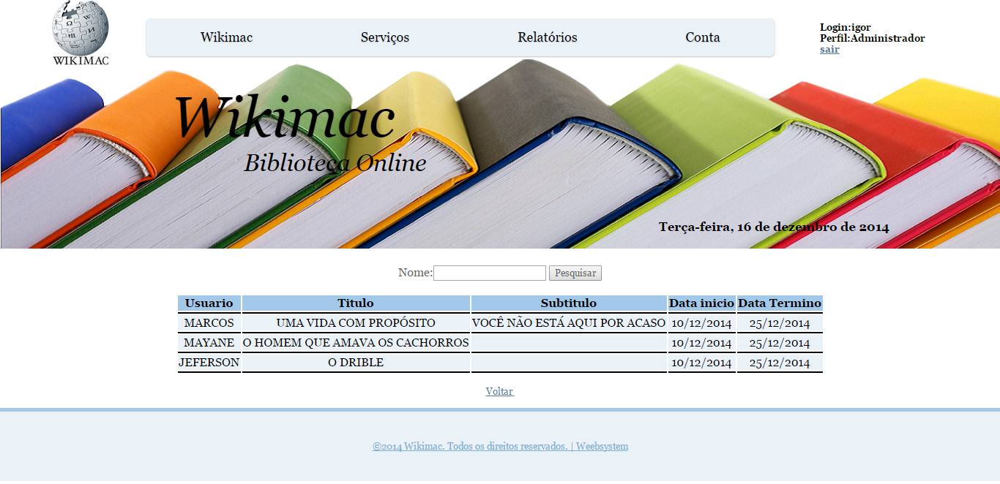 WIKIMAC
Wikimac Serviços Relatórios Conta
Login:igor
Perfil:Administrador
sair
Wikimac
Biblioteca Online
Terça-feira, 16 de dezembro de 2014
Nome: Pesquisar
Usuario Titulo Subtitulo Data inicio Data Termino
MARCOS UMA VIDA COM PROPÓSITO VOCÊ NÃO ESTÁ AQUI POR ACASO 10/12/2014 25/12/2014
MAYANE O HOMEM QUE AMAVA OS CACHORROS 10/12/2014 25/12/2014
JEFERSON O DRIBLE 10/12/2014 25/12/2014
Voltar
©2014 Wikimac. Todos os direitos reservados. | Weebsystem